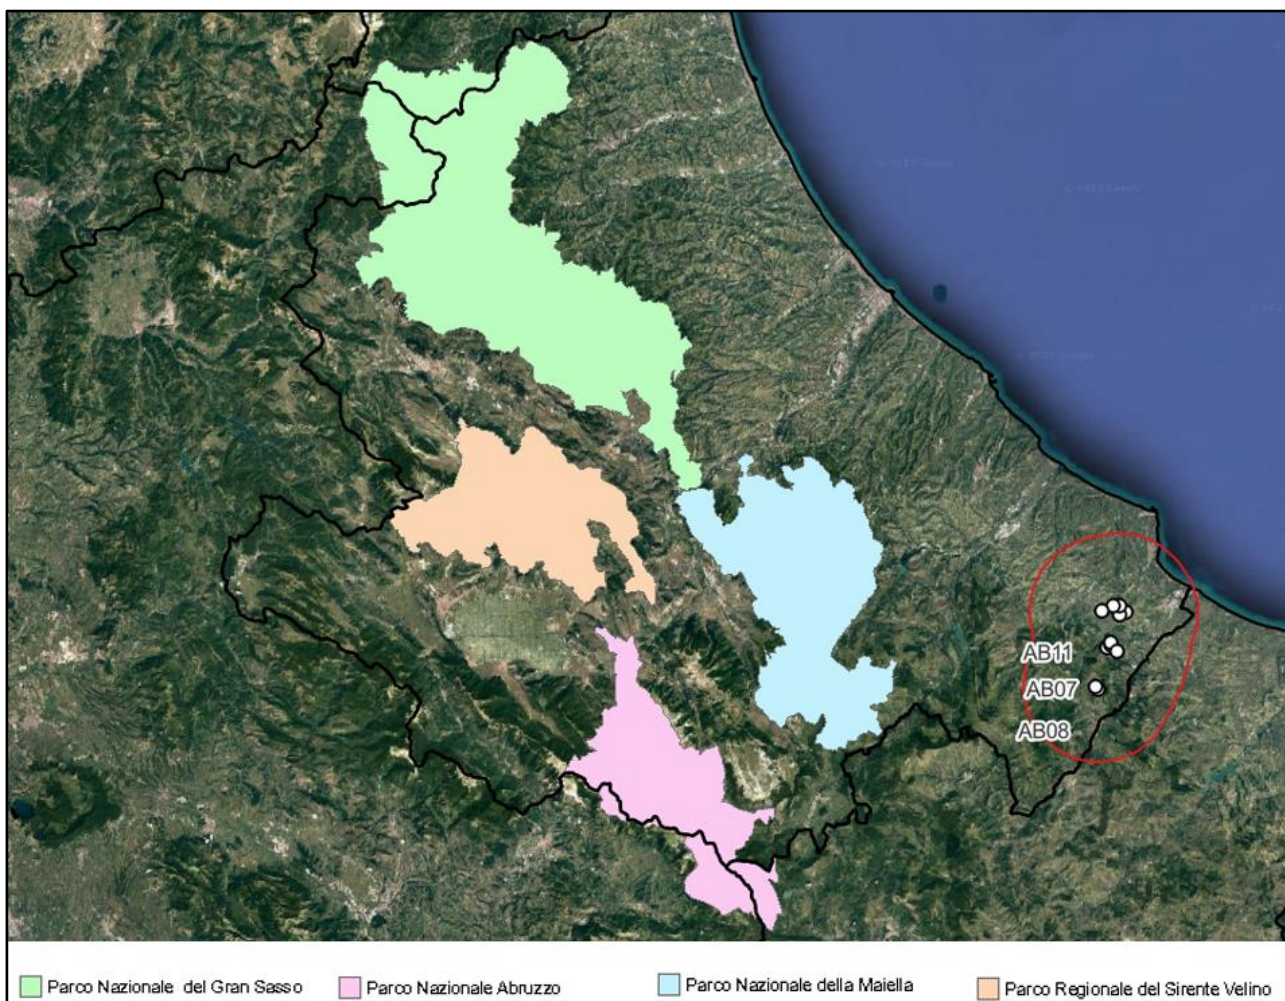 AB11
AB07
AB08
Parco Nazionale del Gran Sasso
Parco Nazionale Abruzzo
Parco Nazionale della Maiella
Parco Regionale del Sirente Velino